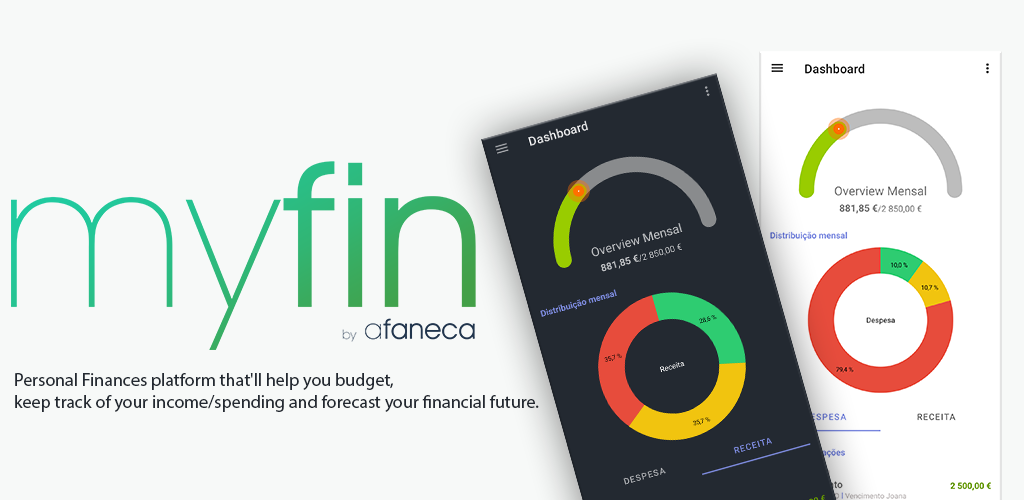 myfin
by afaneca
Personal Finances platform that'll help you budget,
keep track of your income/spending and forecast your financial future.
Dashboard
Overview Mensal
881,85 €/2 850,00 €
Distribuição mensal
28,6 %
35,7 %
Receita
35,7 %
DESPESA
RECEITA
Dashboard
Overview Mensal
881,85 €/2 850,00 €
Distribuição mensal
10,0 %
10,7 %
Despesa
79,4 %
RECEITA
2 500,00 €
| Vencimento Joana